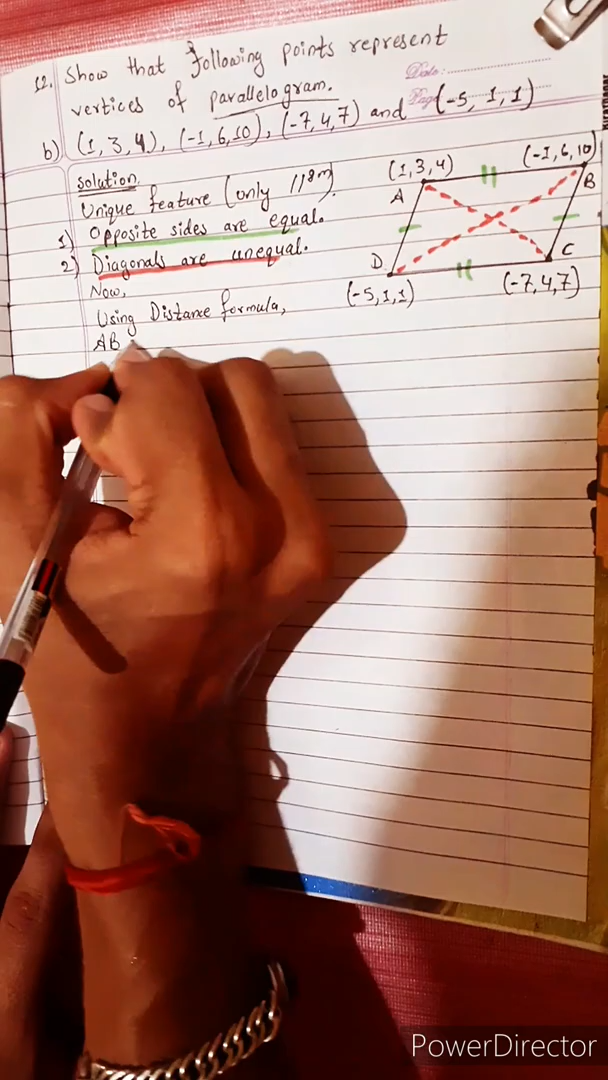 12. Show that following points represent
vertices of parallelogram.
Date:
Page
b) (1, 3, 4), (-1, 6, 10), (-7, 4, 7) and (-5, 1, 1)
solution.
Unique feature (only ||gm)
1) Opposite sides are equal.
2) Diagonals are unequal.
Now,
Using Distance formula,
AB
(1, 3, 4)
(-1, 6, 10)
A
B
D
C
(-5, 1, 1)
(-7, 4, 7)
PowerDirector